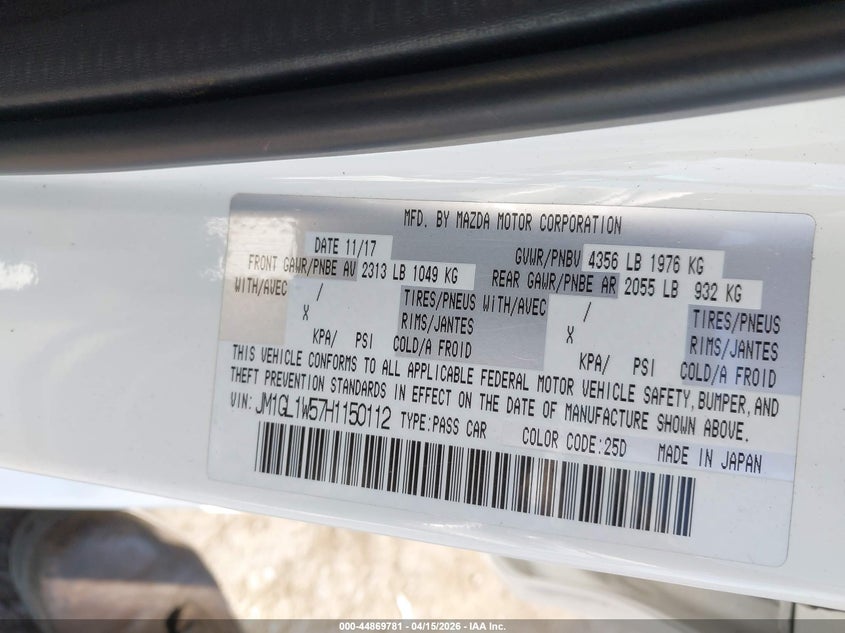 MFD. BY MAZDA MOTOR CORPORATION
DATE 11/17 GVWR/PNBV 4356 LB 1976 KG
FRONT GAWR/PNBE AV 2313 LB 1049 KG REAR GAWR/PNBE AR 2055 LB 932 KG
WITH/AVEC / TIRES/PNEUS WITH/AVEC / TIRES/PNEUS
X RIMS/JANTES X RIMS/JANTES
KPA/ PSI COLD/A FROID KPA/ PSI COLD/A FROID
THIS VEHICLE CONFORMS TO ALL APPLICABLE FEDERAL MOTOR VEHICLE SAFETY, BUMPER, AND
THEFT PREVENTION STANDARDS IN EFFECT ON THE DATE OF MANUFACTURE SHOWN ABOVE.
VIN: JM1GL1W57H1150112 TYPE:PASS CAR COLOR CODE:25D MADE IN JAPAN
000-44869781 - 04/15/2026 - IAA Inc.